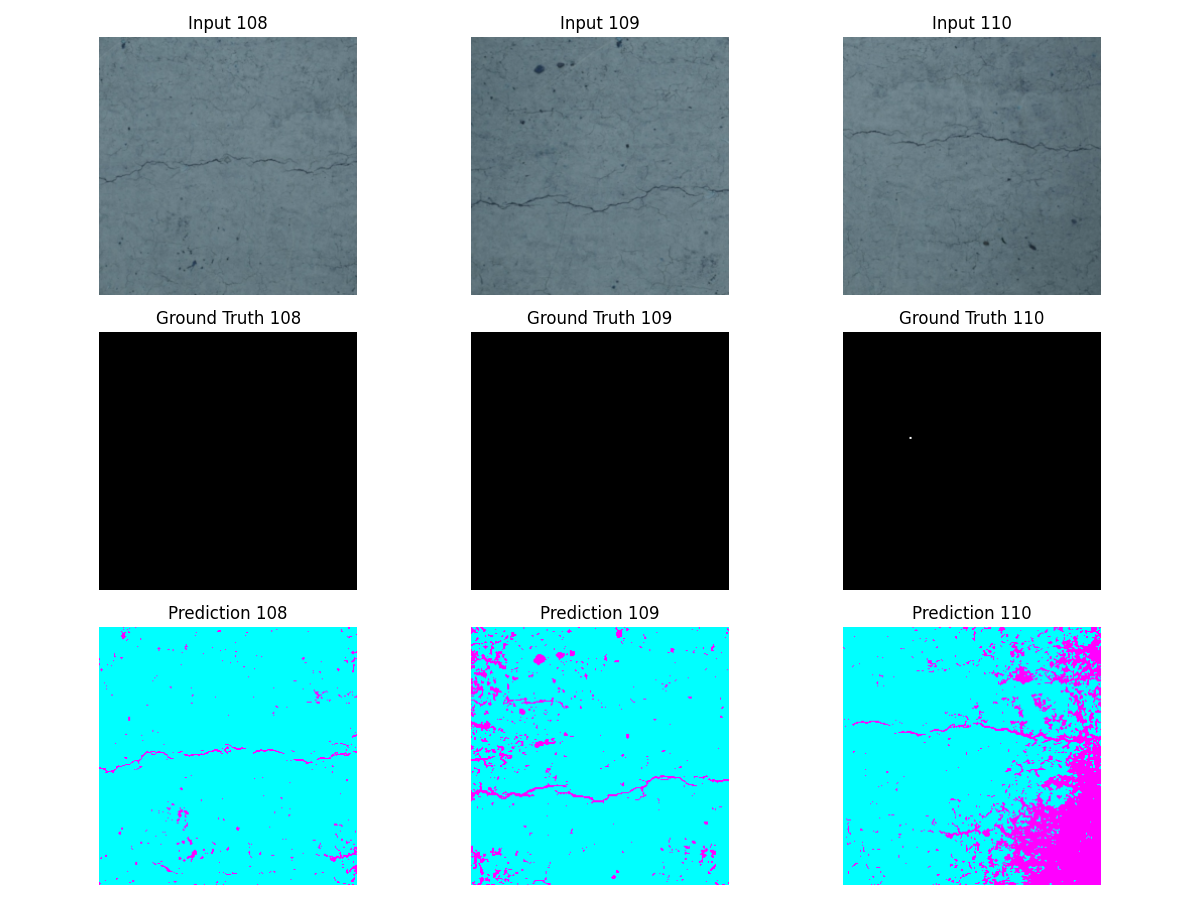 Input 108
Input 109
Input 110
Ground Truth 108
Ground Truth 109
Ground Truth 110
Prediction 108
Prediction 109
Prediction 110